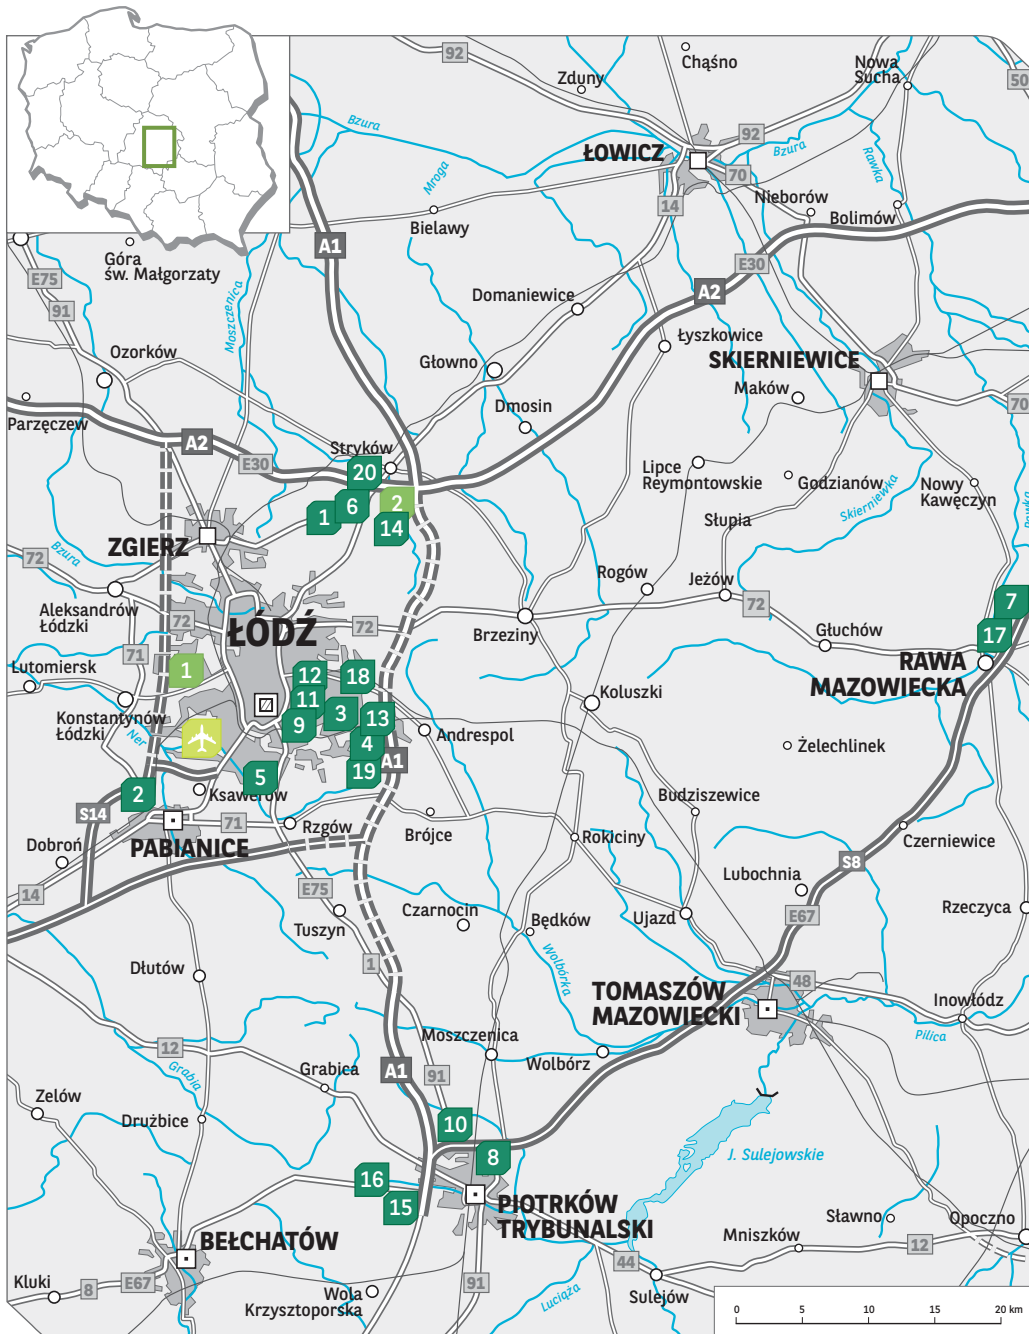 92
Chąśno
Zduny
Nowa
Sucha
50
Bzura
ŁOWICZ
92
Bzura
Rawka
Mroga
70
14
Nieborów
Bolimów
Bielawy
A1
Góra
św. Małgorzaty
E75
91
Moszczenica
E30
A2
Domaniewice
Łyszkowice
SKIERNIEWICE
Ozorków
Głowno
Maków
Dmosin
70
Parzęczew
A2
E30
Stryków
20
Lipce
Reymontowskie
Godzianów
Nowy
Kawęczyn
1
6
2
14
Skierniewka
Rawka
Słupia
ZGIERZ
Bzura
72
Rogów
Jeżów
72
7
Aleksandrów
Łódzki
72
ŁÓDŹ
72
Brzeziny
Głuchów
17
71
Lutomiersk
1
12
18
RAWA
MAZOWIECKA
Konstantynów
Łódzki
11
3
13
Koluszki
9
Ner
4
Andrespol
Żelechlinek
A1
5
19
2
Ksawerów
S14
71
Rzgów
Brójce
Budziszewice
PABIANICE
Rokiciny
Czerniewice
Dobroń
S8
14
E75
Lubochnia
Czarnocin
Będków
Ujazd
E67
Rzeczyca
Tuszyn
1
Wolbórka
Dłutów
TOMASZÓW
MAZOWIECKI
48
Inowłódz
Pilica
12
Moszczenica
Wolbórz
Grabia
Grabica
A1
91
Zelów
Drużbice
10
8
J. Sulejowskie
16
15
PIOTRKÓW
TRYBUNALSKI
Sławno
Opoczno
BEŁCHATÓW
Mniszków
12
44
Kluki
8
E67
Wola
Krzysztoporska
91
Luciąża
Sulejów
0
5
10
15
20 km